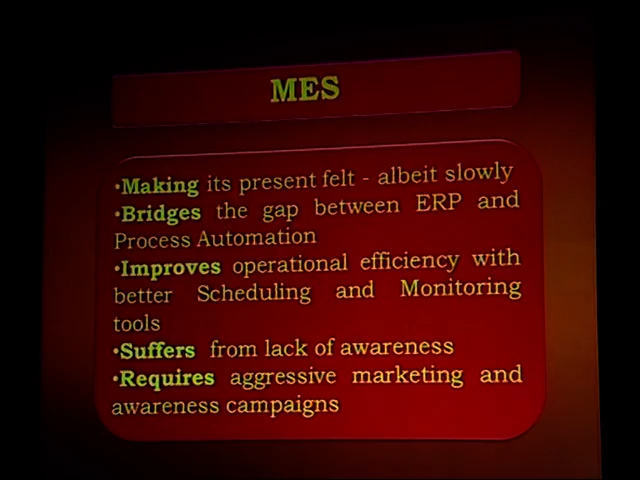 MES
•Making its present felt - albeit slowly
•Bridges the gap between ERP and
Process Automation
•Improves operational efficiency with
better Scheduling and Monitoring
tools
•Suffers from lack of awareness
•Requires aggressive marketing and
awareness campaigns